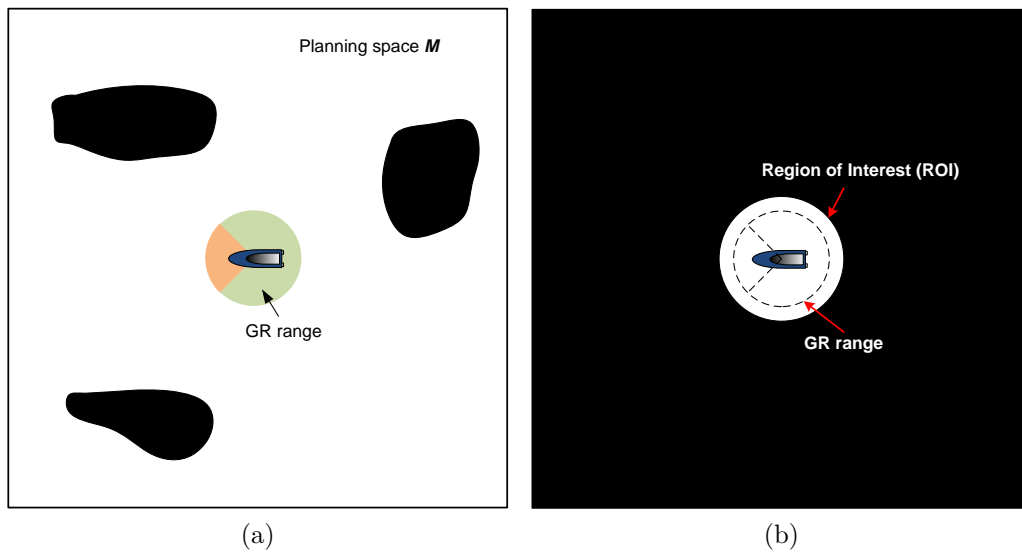 Planning space M
GR range
(a)
Region of Interest (ROI)
GR range
(b)